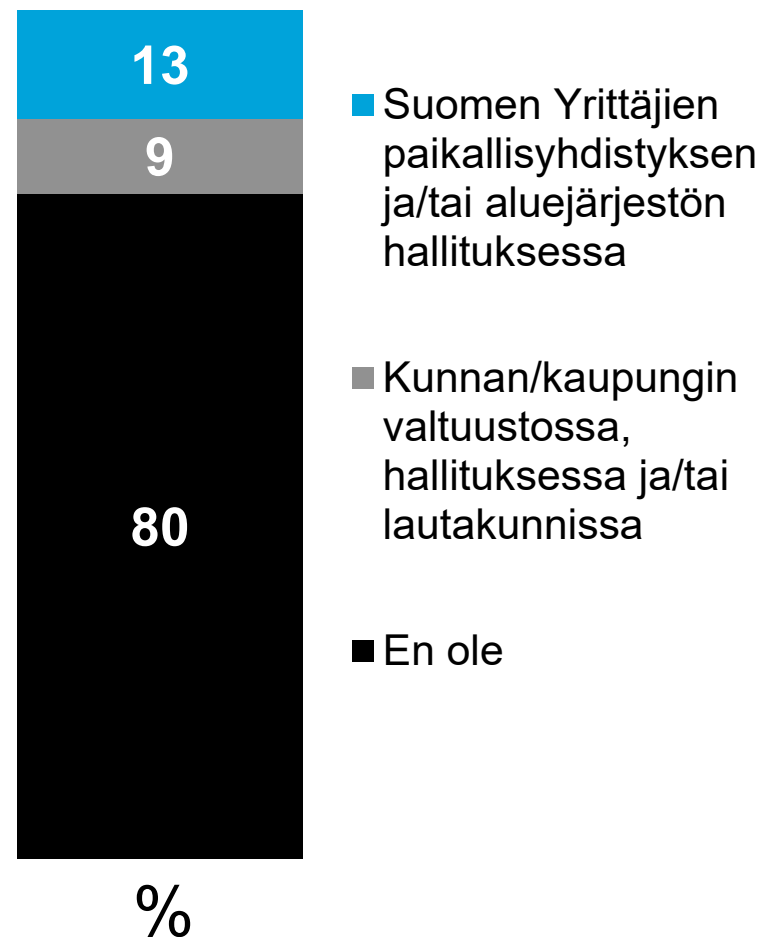 13
9
80
%
Suomen Yrittäjien
paikallisyhdistyksen
ja/tai aluejärjestön
hallituksessa
Kunnan/kaupungin
valtuustossa,
hallituksessa ja/tai
lautakunnissa
En ole